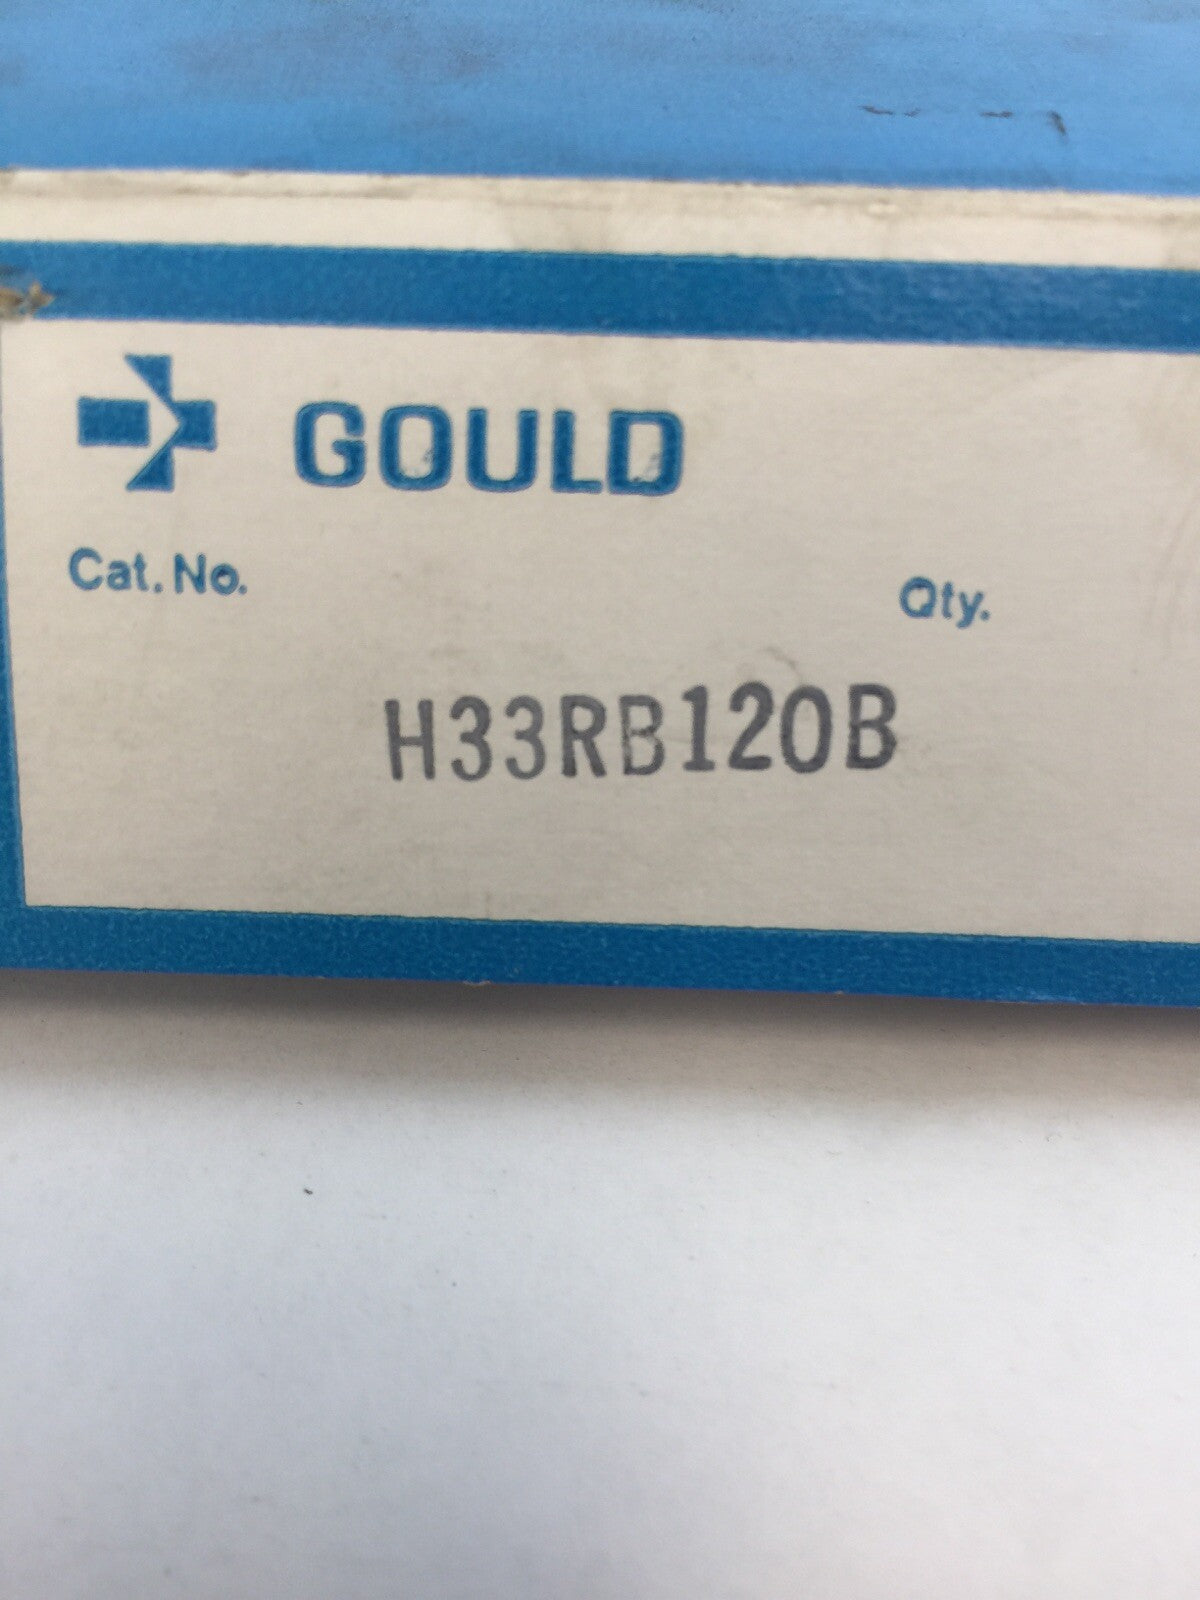 GOULD
Cat. No.
Qty.
H33RB120B